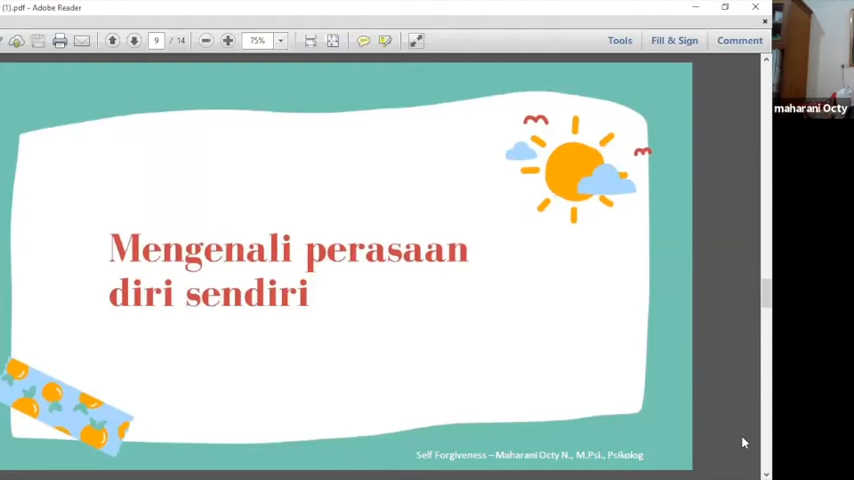 (1).pdf - Adobe Reader
9 / 14
75%
Tools Fill & Sign Comment
maharani Octy
Mengenali perasaan
diri sendiri
Self Forgiveness – Maharani Octy N., M.Psi., Psikolog